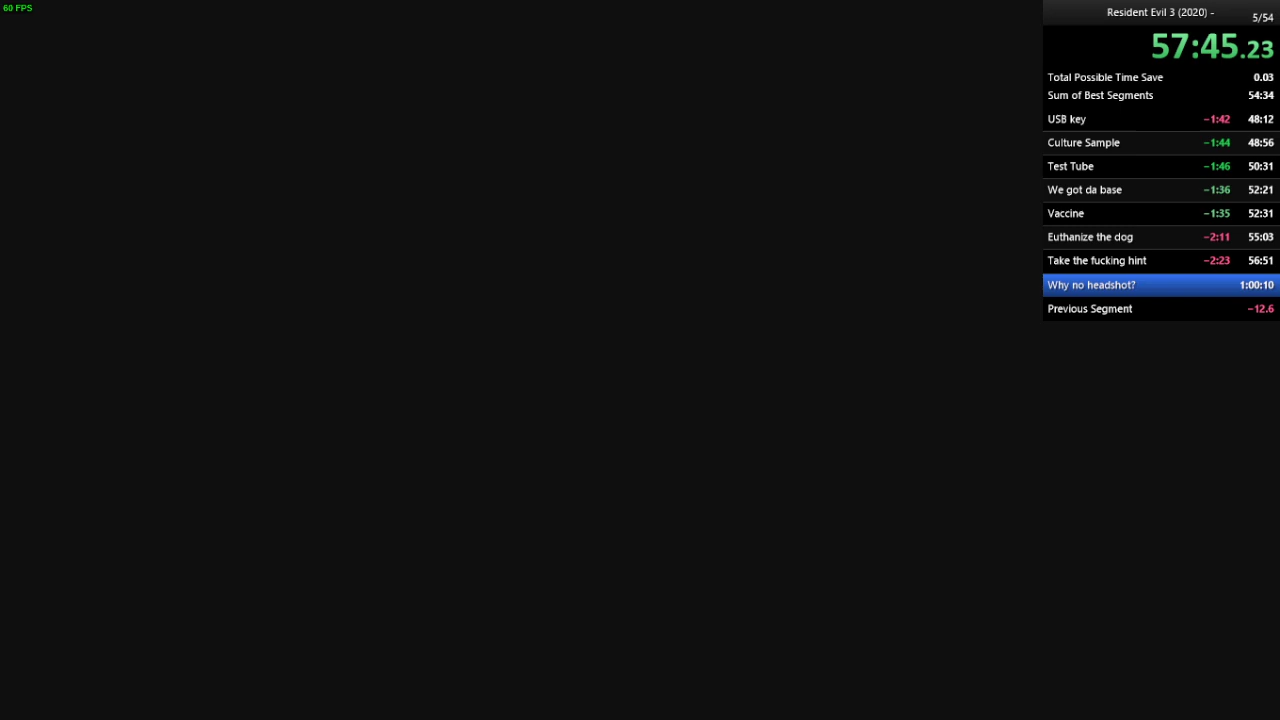 60 FPS
Resident Evil 3 (2020) -
5/54
57:45.23
Total Possible Time Save 0.03
Sum of Best Segments 54:34
USB key −1:42 48:12
Culture Sample −1:44 48:56
Test Tube −1:46 50:31
We got da base −1:36 52:21
Vaccine −1:35 52:31
Euthanize the dog −2:11 55:03
Take the fucking hint −2:23 56:51
Why no headshot? 1:00:10
Previous Segment −12.6